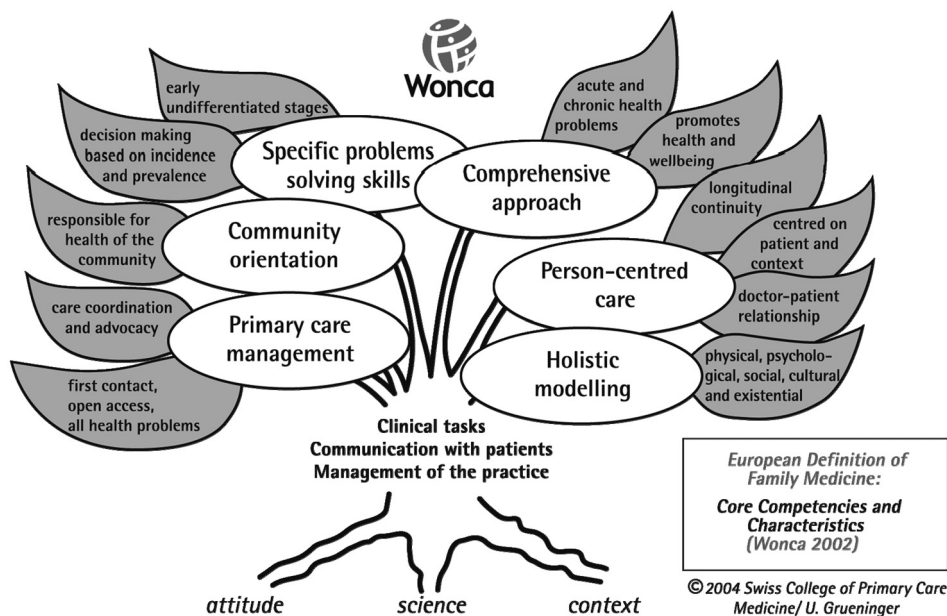 Wonca
early
undifferentiated stages
decision making
based on incidence
and prevalence
Specific problems
solving skills
responsible for
health of the
community
Community
orientation
care coordination
and advocacy
Primary care
management
first contact,
open access,
all health problems
acute and
chronic health
problems
promotes
health and
wellbeing
Comprehensive
approach
longitudinal
continuity
centred on
patient and
context
Person-centred
care
doctor-patient
relationship
Holistic
modelling
physical, psycholo-
gical, social, cultural
and existential
Clinical tasks
Communication with patients
Management of the practice
attitude
science
context
European Definition of
Family Medicine:
Core Competencies and
Characteristics
(Wonca 2002)
© 2004 Swiss College of Primary Care
Medicine/ U. Grueninger